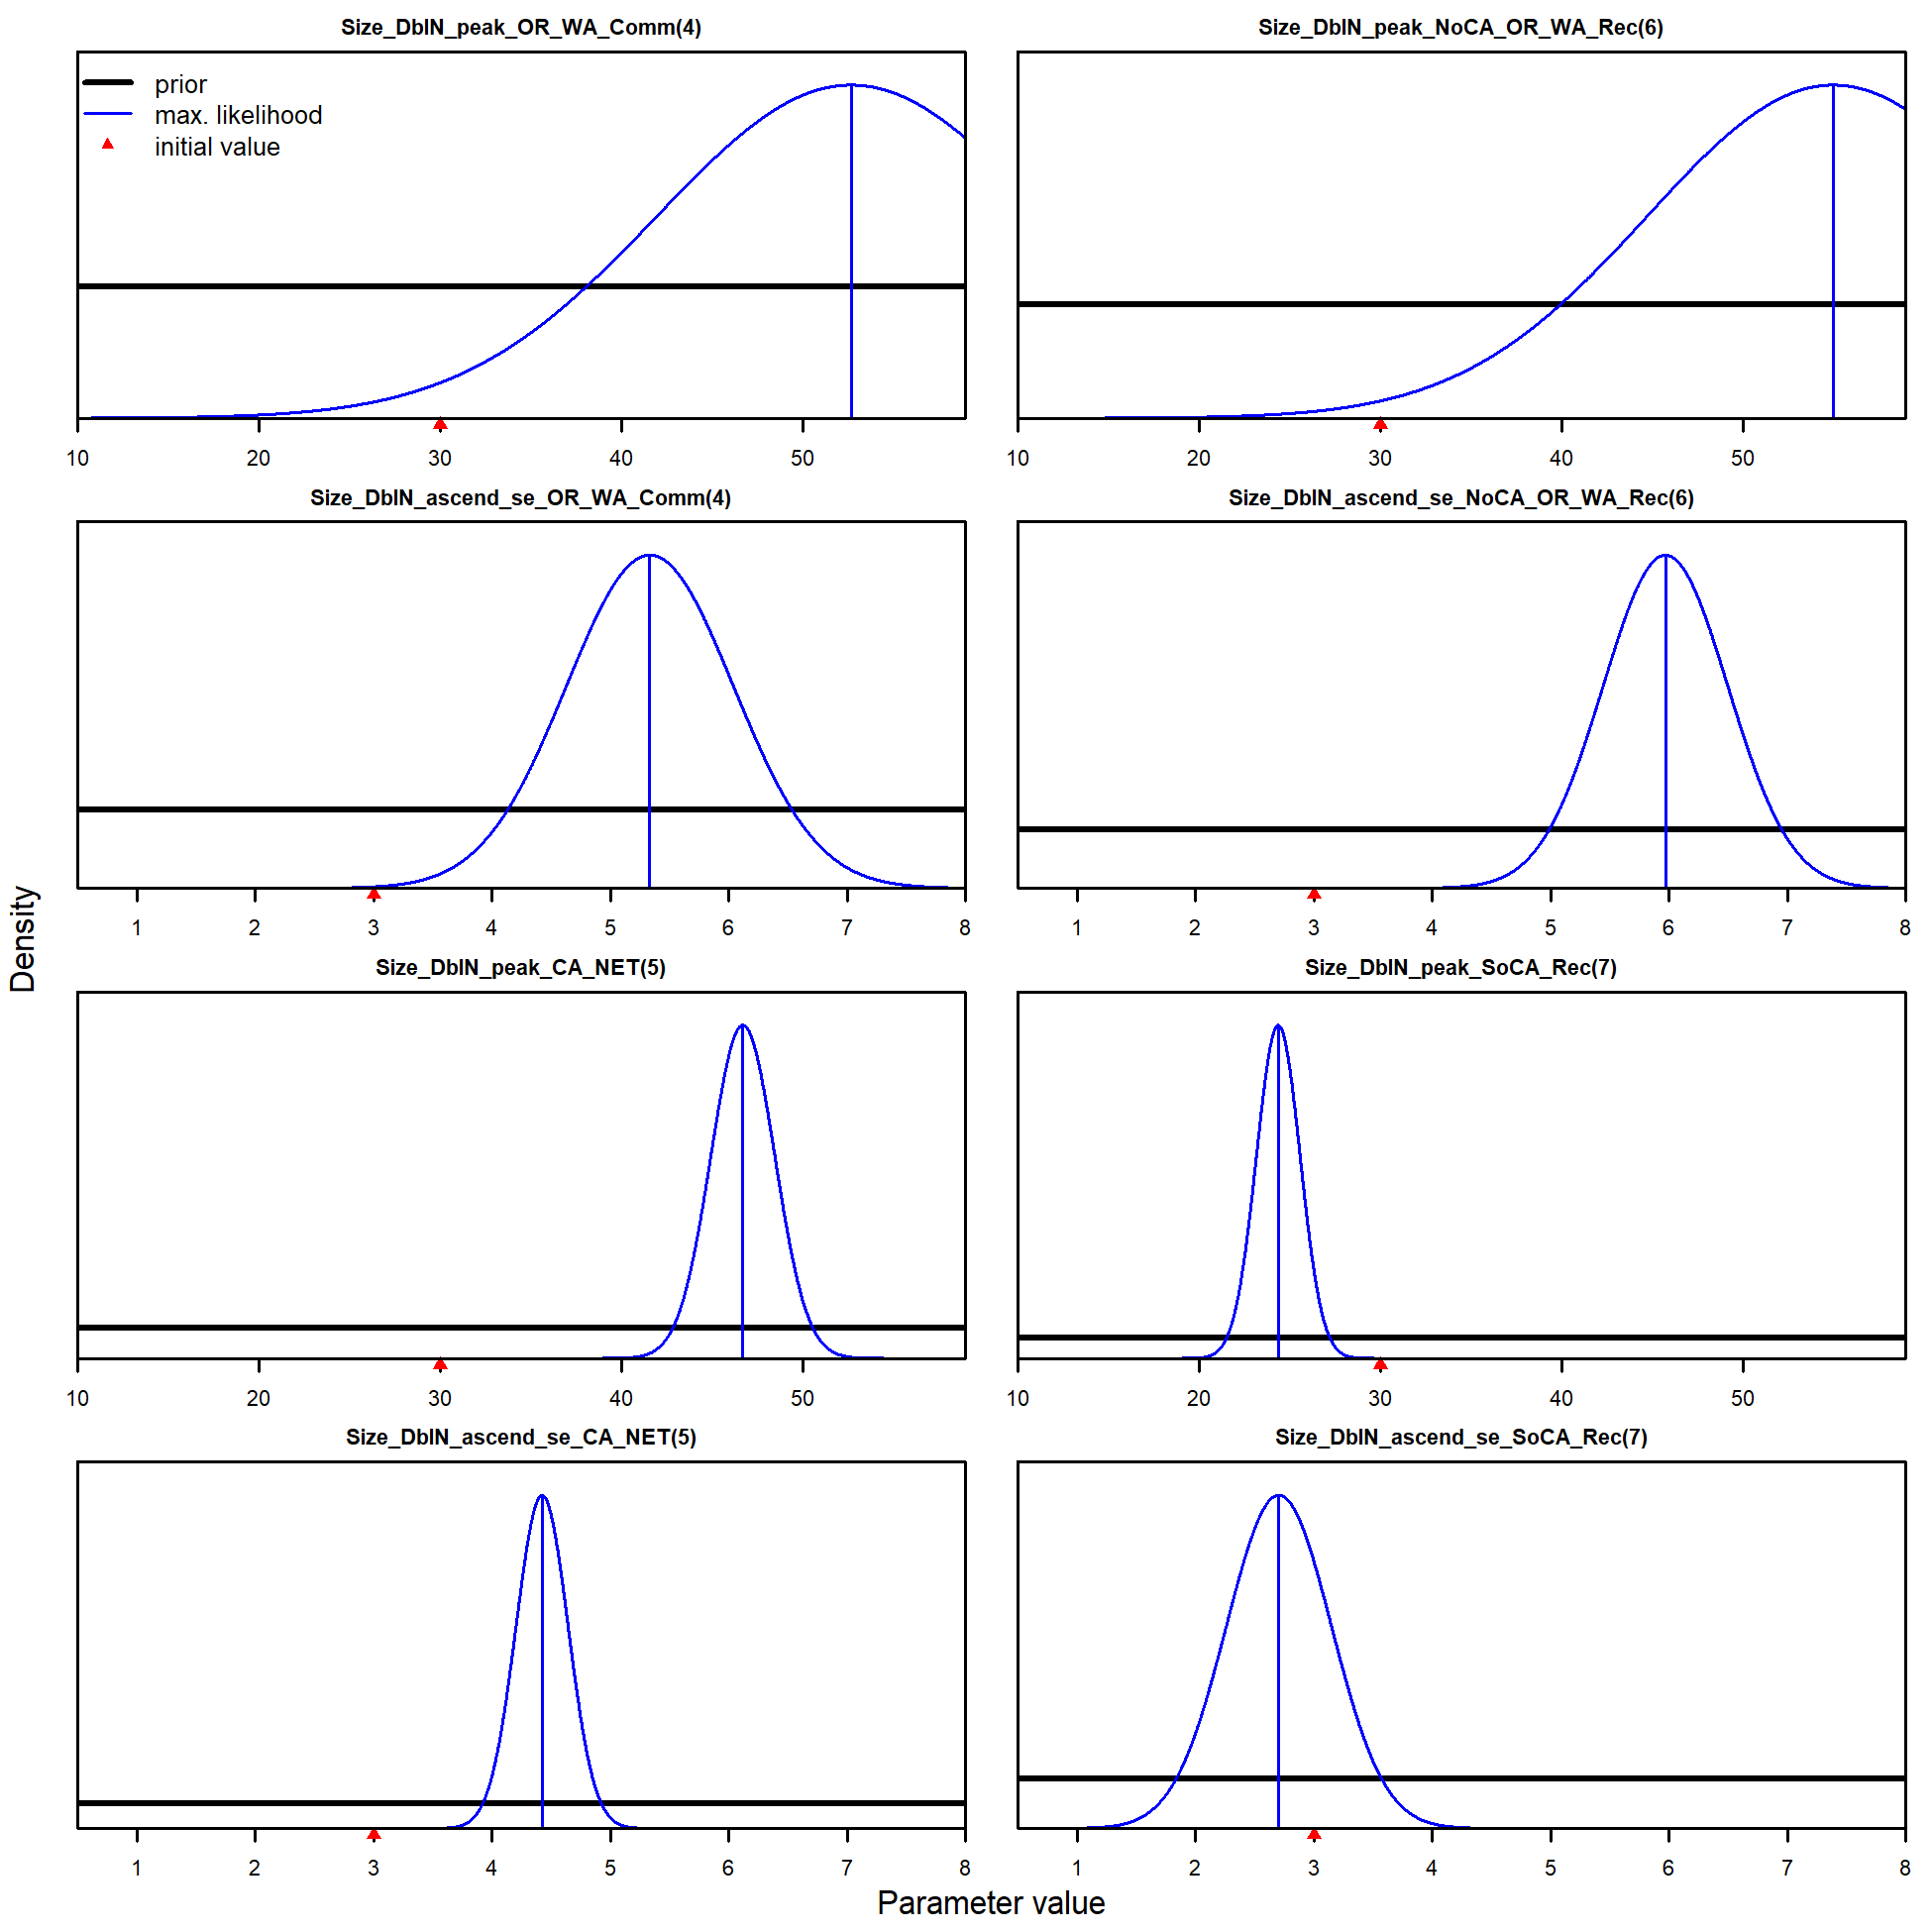 Size_DblN_peak_OR_WA_Comm(4)
prior
max. likelihood
initial value
10 20 30 40 50
Size_DblN_peak_NoCA_OR_WA_Rec(6)
10 20 30 40 50
Size_DblN_ascend_se_OR_WA_Comm(4)
1 2 3 4 5 6 7 8
Size_DblN_ascend_se_NoCA_OR_WA_Rec(6)
1 2 3 4 5 6 7 8
Density
Size_DblN_peak_CA_NET(5)
10 20 30 40 50
Size_DblN_peak_SoCA_Rec(7)
10 20 30 40 50
Size_DblN_ascend_se_CA_NET(5)
1 2 3 4 5 6 7 8
Size_DblN_ascend_se_SoCA_Rec(7)
1 2 3 4 5 6 7 8
Parameter value